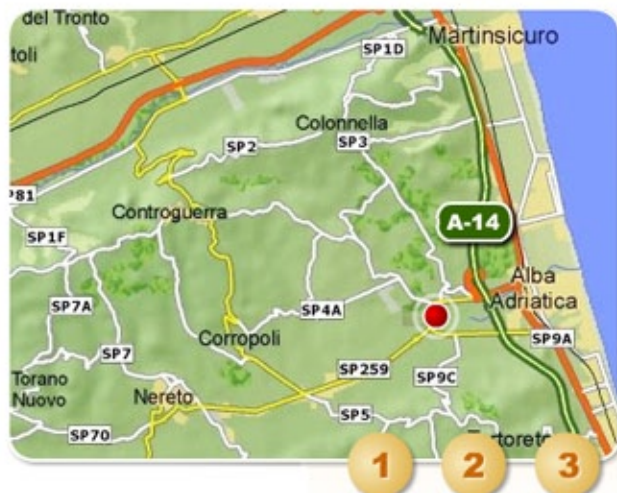 del Tronto
Martinsicuro
toli
SP1D
Colonnella
SP2
SP3
P81
Controguerra
A-14
SP1F
Alba
Adriatica
SP7A
SP4A
Corropoli
SP9A
SP7
SP259
Torano
Nuovo
SP9C
Nereto
SP5
SP70
1
2
3